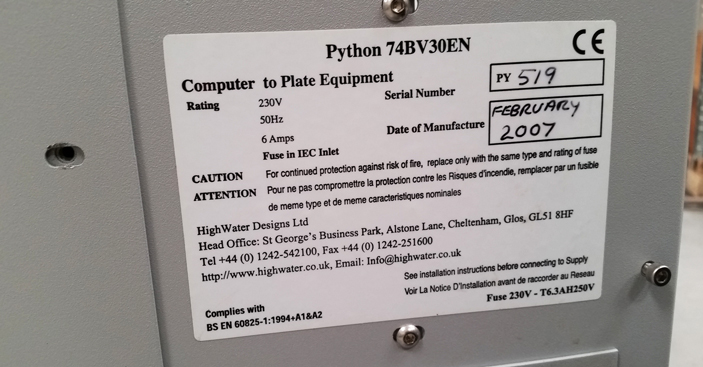 Python 74BV30EN
CE
Computer to Plate Equipment
Rating 230V
50Hz
6 Amps
Fuse in IEC Inlet
Serial Number PY 519
Date of Manufacture FEBRUARY
2007
CAUTION For continued protection against risk of fire, replace only with the same type and rating of fuse
ATTENTION Pour ne pas compromettre la protection contre les Risques d'incendie, remplacer par un fusible
de meme type et de meme caracteristiques nominales
HighWater Designs Ltd
Head Office: St George's Business Park, Alstone Lane, Cheltenham, Glos, GL51 8HF
Tel +44 (0) 1242-542100, Fax +44 (0) 1242-251600
http://www.highwater.co.uk, Email: Info@highwater.co.uk
See installation instructions before connecting to Supply
Voir La Notice D'Installation avant de raccorder au Reseau
Fuse 230V - T6.3AH250V
Complies with
BS EN 60825-1:1994+A1&A2